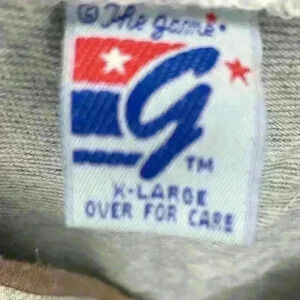 © The game.
G
TM
X-LARGE
OVER FOR CARE